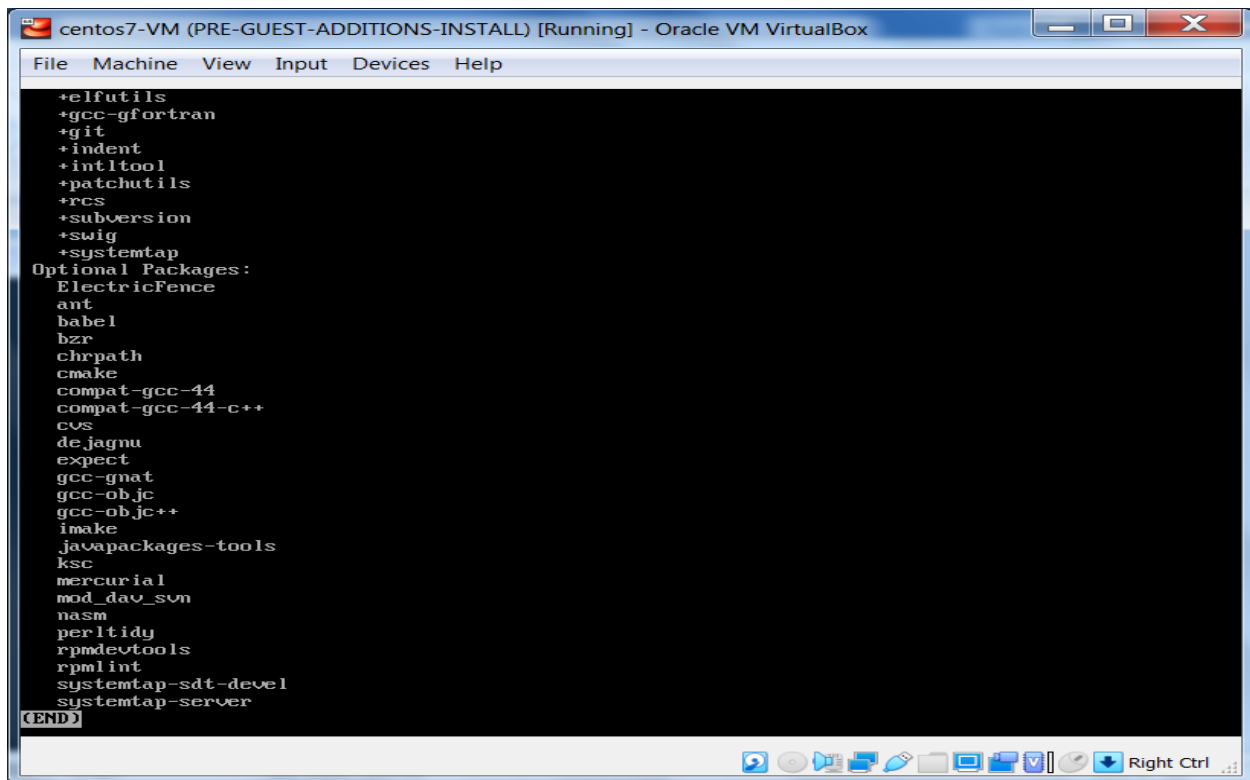 centos7-VM (PRE-GUEST-ADDITIONS-INSTALL) [Running] - Oracle VM VirtualBox
File Machine View Input Devices Help
+elfutils
+gcc-gfortran
+git
+indent
+intltool
+patchutils
+rcs
+subversion
+swig
+systemtap
Optional Packages:
ElectricFence
ant
babel
bzr
chrpath
cmake
compat-gcc-44
compat-gcc-44-c++
cvs
dejagnu
expect
gcc-gnat
gcc-objc
gcc-objc++
imake
javapackages-tools
ksc
mercurial
mod_dav_svn
nasm
perltidy
rpmdevtools
rpmlint
systemtap-sdt-devel
systemtap-server
(END)
Right Ctrl